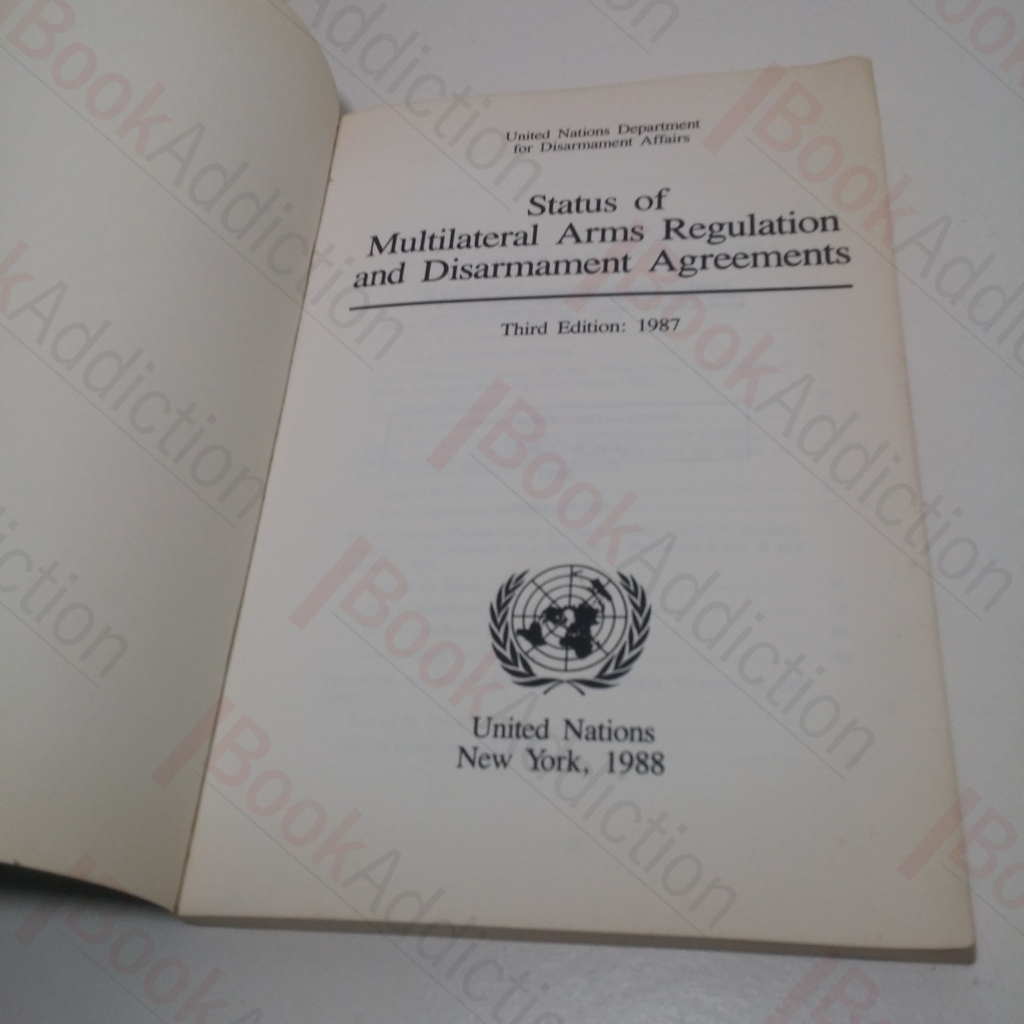 United Nations Department
for Disarmament Affairs
Status of
Multilateral Arms Regulation
and Disarmament Agreements
Third Edition: 1987
United Nations
New York, 1988
BookAddiction